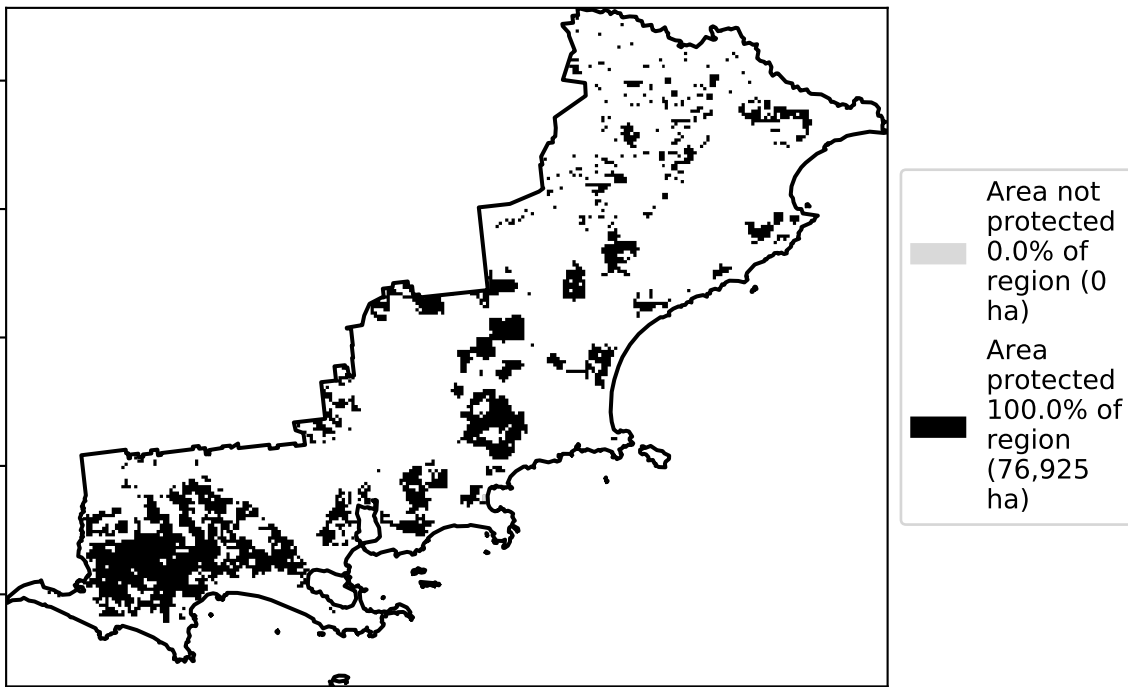 Area not
protected
0.0% of
region (0
ha)
Area
protected
100.0% of
region
(76,925
ha)